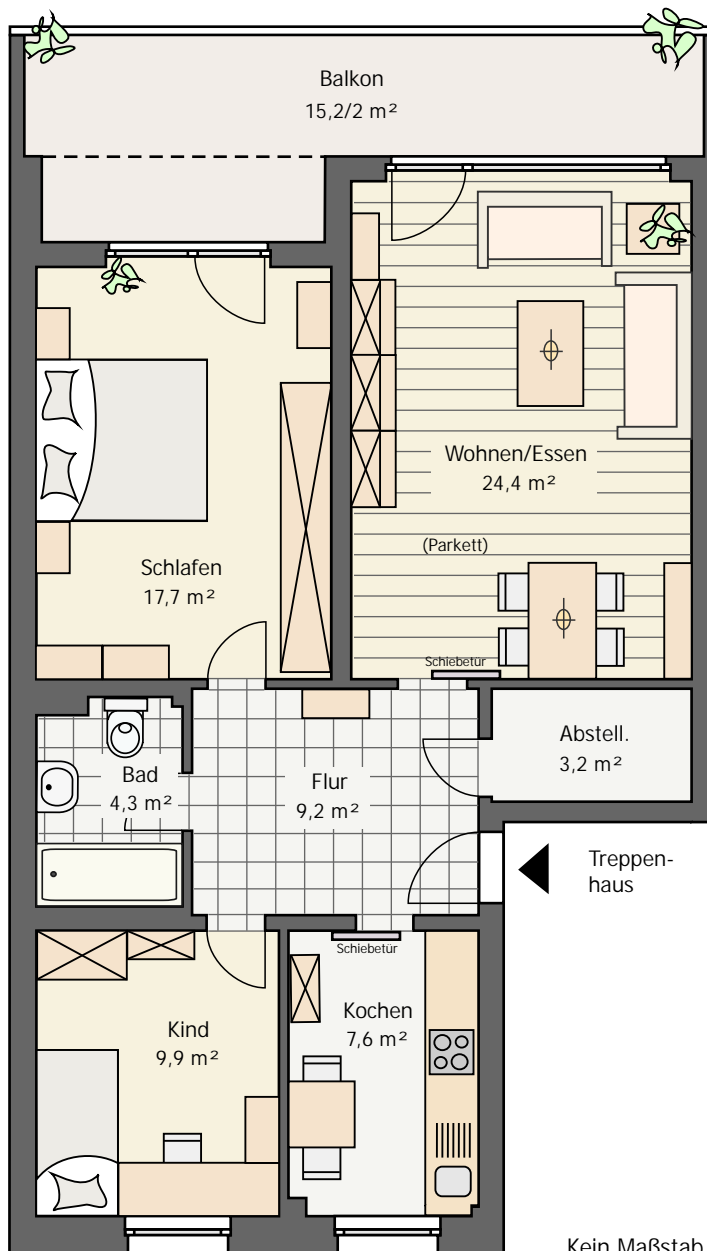 Balkon
15,2/2 m²
Wohnen/Essen
24,4 m²
(Parkett)
Schlafen
17,7 m²
Schiebetür
Abstell.
3,2 m²
Bad
4,3 m²
Flur
9,2 m²
Treppen-
haus
Schiebetür
Kochen
7,6 m²
Kind
9,9 m²
Kein Maßstab